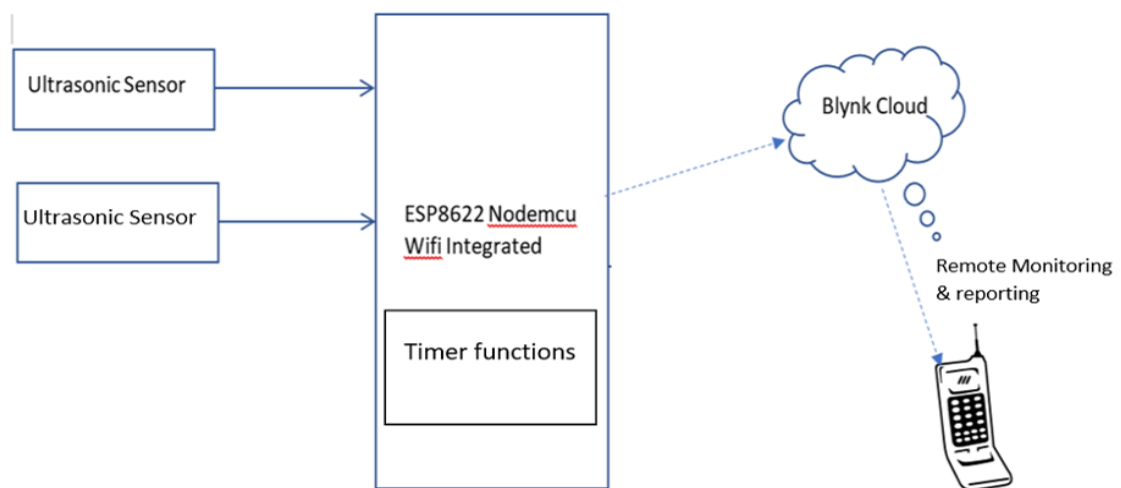 Ultrasonic Sensor
Ultrasonic Sensor
ESP8622 Nodemcu
Wifi Integrated
Timer functions
Blynk Cloud
Remote Monitoring
& reporting